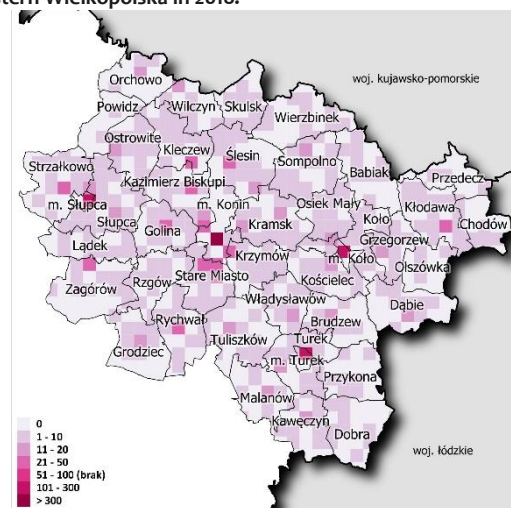 stern Wielkopolska in 2018.
Orchowo
woj. kujawsko-pomorskie
Powidz
Wilczyn
Skulsk
Wierzbinek
Ostrowite
Kleczew
Ślesin
Sompolno
Strzałkowo
Babiak
Przedecz
Kazimierz Biskupi
m. Słupca
m. Konin
Osiek Mały
Kłodawa
Słupca
Golina
Kramsk
Koło
Chodów
Lądek
Grzegorzew
Krzymów
m. Koło
Olszówka
Stare Miasto
Zagórów
Rzgów
Kościelec
Władysławów
Dąbie
Rychwał
Brudzew
Tuliszków
Turek
Grodziec
m. Turek
Przykona
Malanów
Kawęczyn
Dobra
woj. łódzkie
0
1 - 10
11 - 20
21 - 50
51 - 100 (brak)
101 - 300
> 300